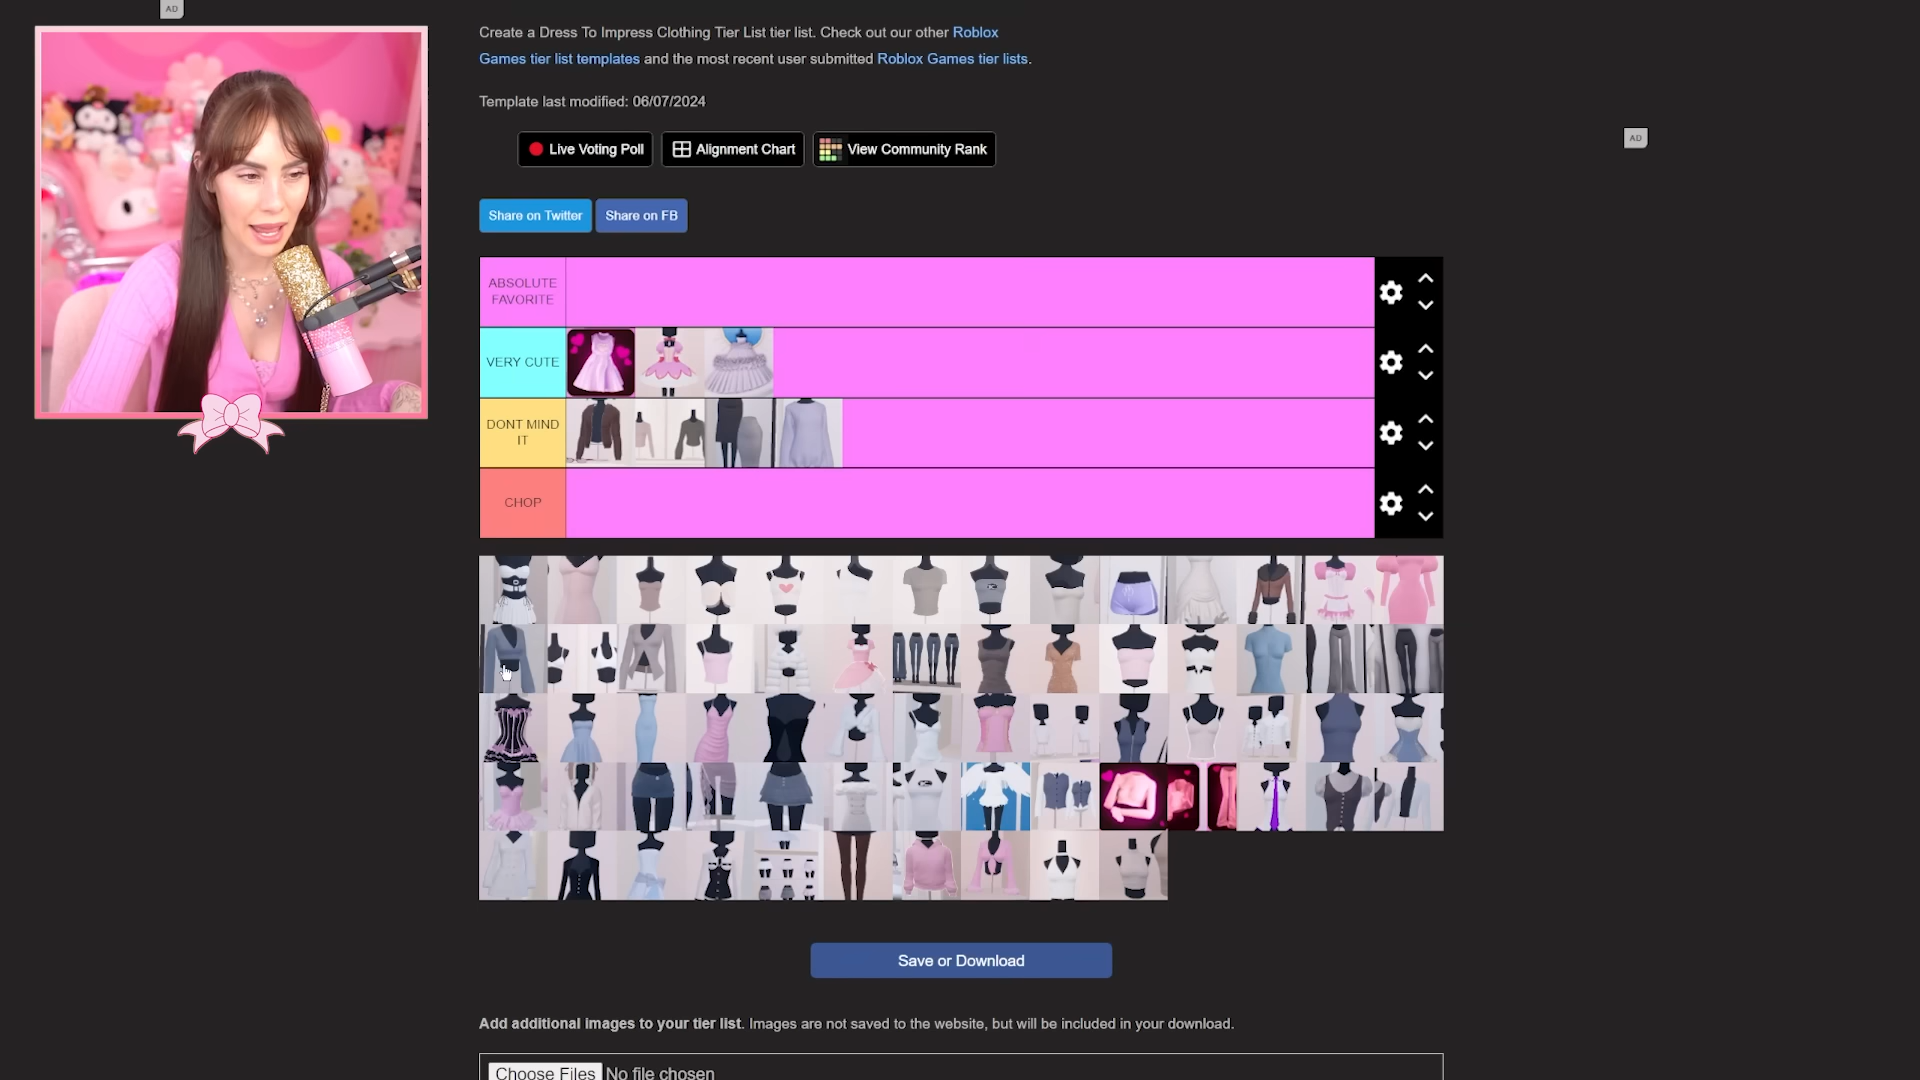 AD
Create a Dress To Impress Clothing Tier List tier list. Check out our other Roblox
Games tier list templates and the most recent user submitted Roblox Games tier lists.
Template last modified: 06/07/2024
AD
Live Voting Poll
Alignment Chart
View Community Rank
Share on Twitter
Share on FB
ABSOLUTE
FAVORITE
VERY CUTE
DONT MIND
IT
CHOP
Save or Download
Add additional images to your tier list. Images are not saved to the website, but will be included in your download.
Choose Files No file chosen